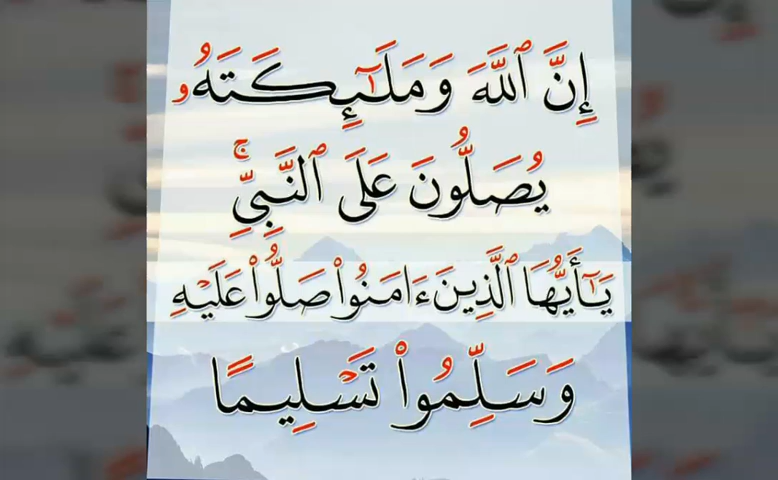 إِنَّ ٱللَّهَ وَمَلَـٰٓئِكَتَهُۥ
يُصَلُّونَ عَلَى ٱلنَّبِىِّۚ
يَـٰٓأَيُّهَا ٱلَّذِينَ ءَامَنُوا۟ صَلُّوا۟ عَلَيْهِ
وَسَلِّمُوا۟ تَسْلِيمًا